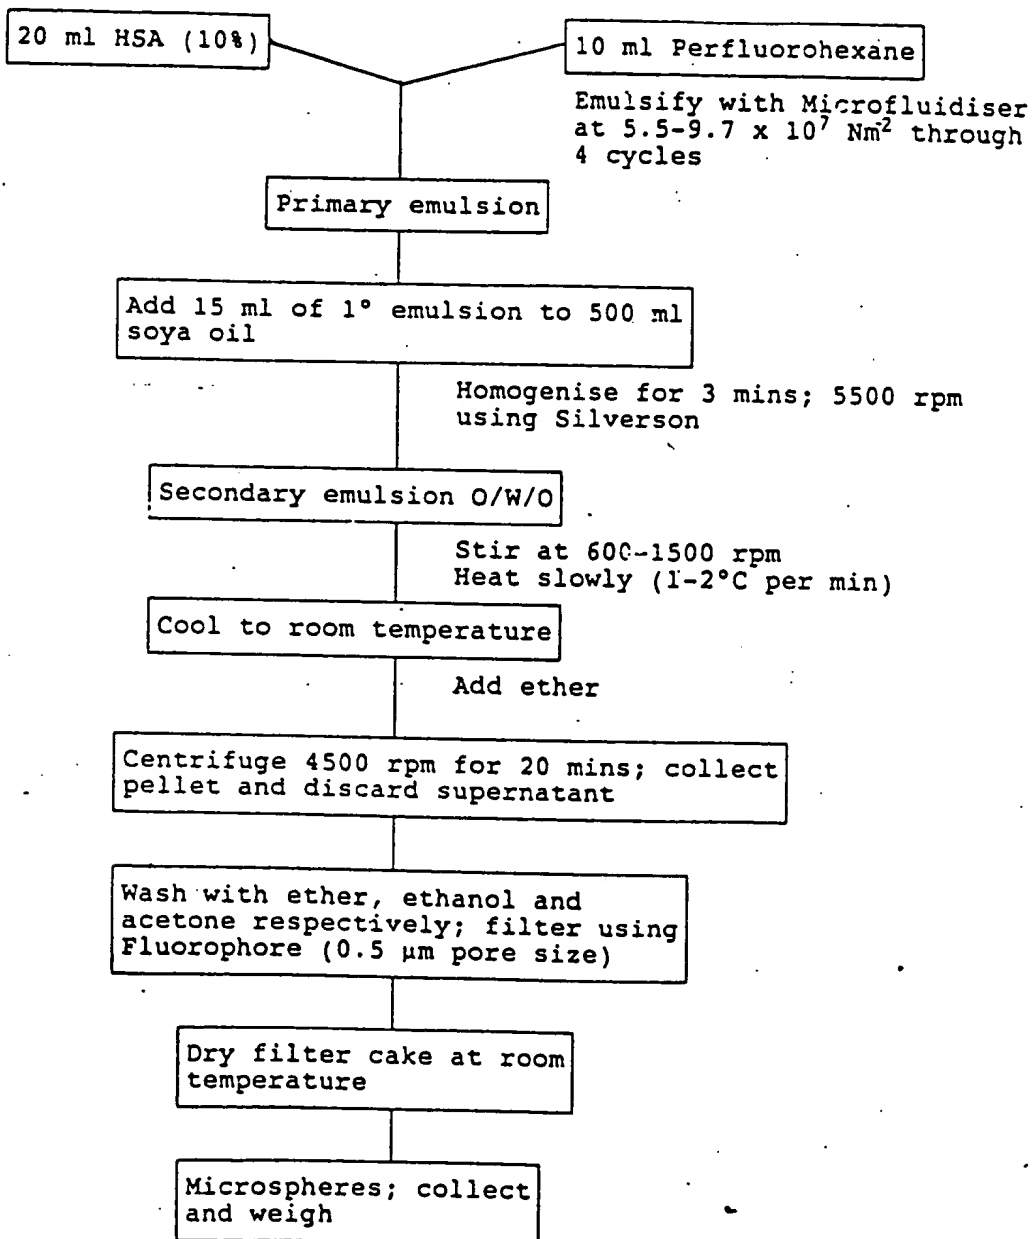 20 ml HSA (10%)
10 ml Perfluorohexane
Emulsify with Microfluidiser
at 5.5-9.7 x 10⁷ Nm⁻² through
4 cycles
Primary emulsion
Add 15 ml of 1° emulsion to 500 ml
soya oil
Homogenise for 3 mins; 5500 rpm
using Silverson
Secondary emulsion O/W/O
Stir at 600-1500 rpm
Heat slowly (1-2°C per min)
Cool to room temperature
Add ether
Centrifuge 4500 rpm for 20 mins; collect
pellet and discard supernatant
Wash with ether, ethanol and
acetone respectively; filter using
Fluorophore (0.5 µm pore size)
Dry filter cake at room
temperature
Microspheres; collect
and weigh